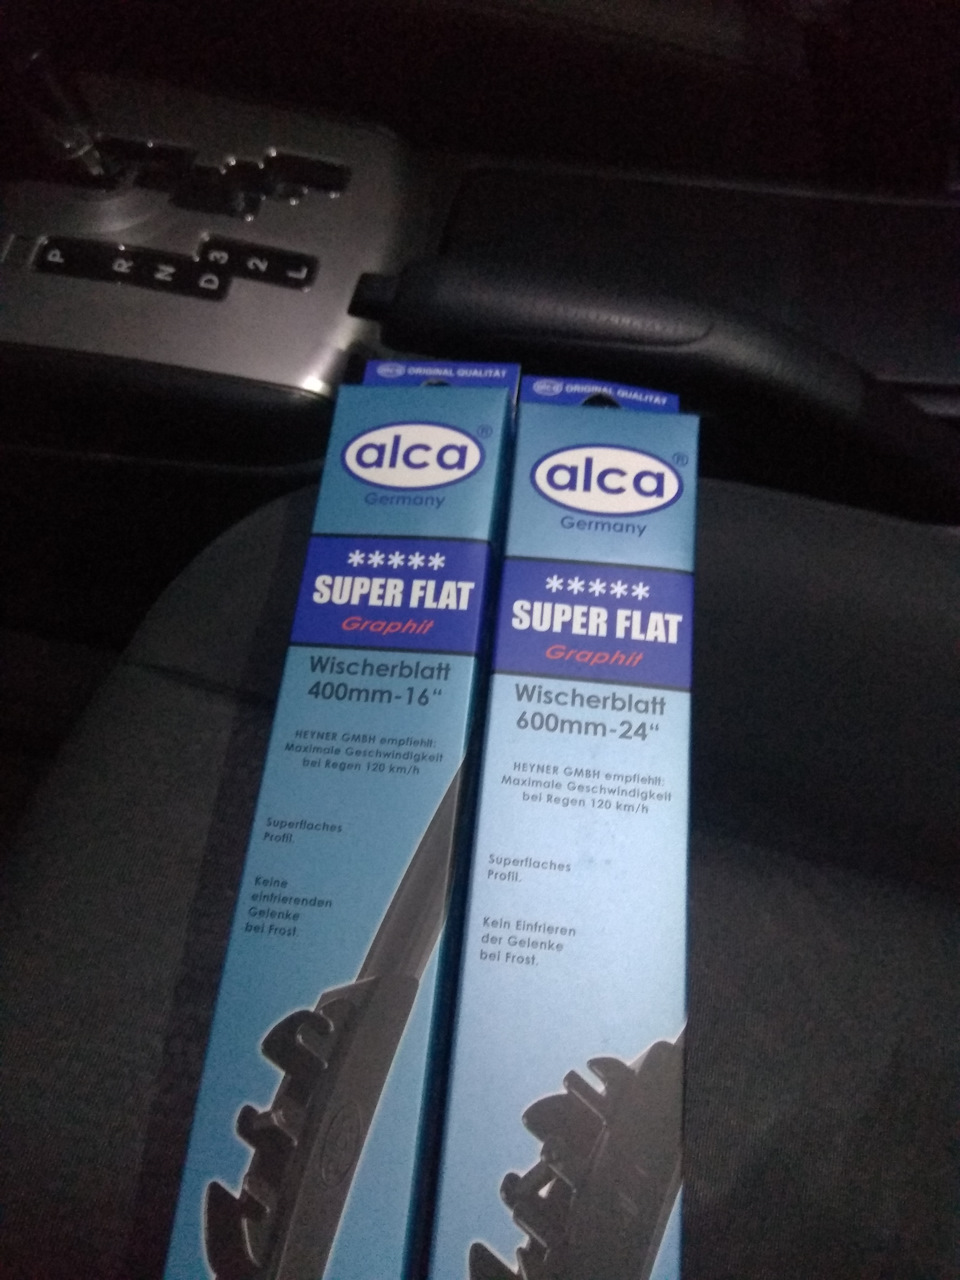 P
R
N
D
3
2
L
alca ORIGINAL QUALITÄT
alca®
Germany
*****
SUPER FLAT
Graphit
Wischerblatt
400mm-16“
HEYNER GMBH empfiehlt:
Maximale Geschwindigkeit
bei Regen 120 km/h
Superflaches
Profil.
Keine
einfrierenden
Gelenke
bei Frost.
alca ORIGINAL QUALITÄT
alca®
Germany
*****
SUPER FLAT
Graphit
Wischerblatt
600mm-24“
HEYNER GMBH empfiehlt:
Maximale Geschwindigkeit
bei Regen 120 km/h
Superflaches
Profil.
Kein Einfrieren
der Gelenke
bei Frost.